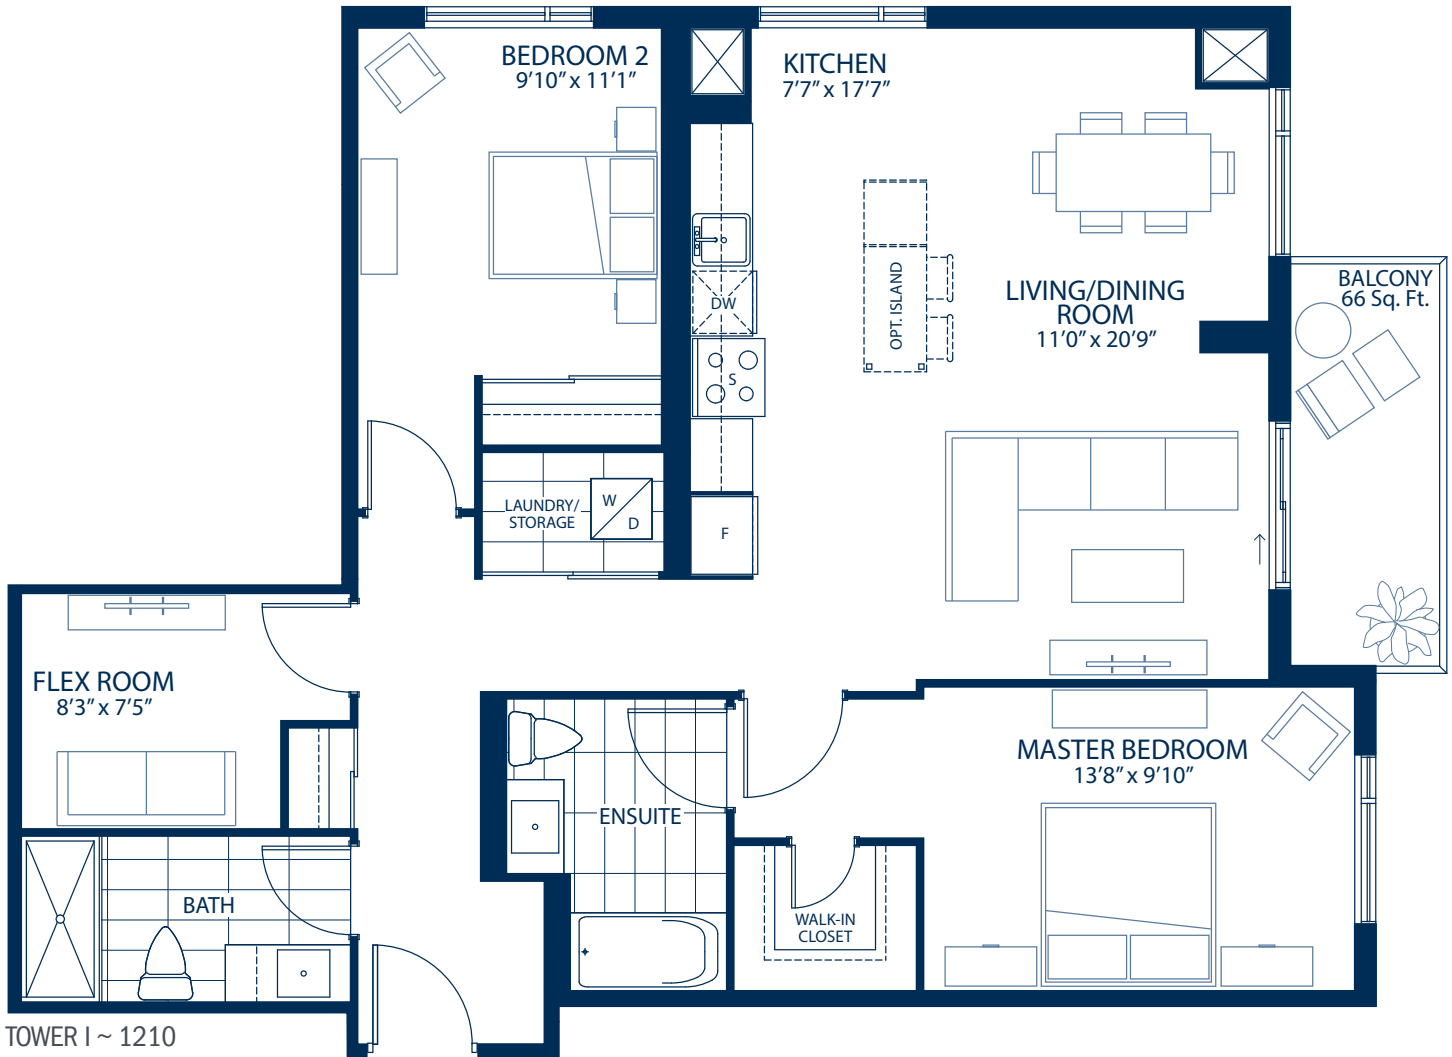 BEDROOM 2
9'10" x 11'1"
KITCHEN
7'7" x 17'7"
BALCONY
66 Sq. Ft.
LIVING/DINING
ROOM
11'0" x 20'9"
OPT. ISLAND
DW
S
F
LAUNDRY/
STORAGE
W
D
FLEX ROOM
8'3" x 7'5"
MASTER BEDROOM
13'8" x 9'10"
ENSUITE
BATH
WALK-IN
CLOSET
TOWER I ~ 1210